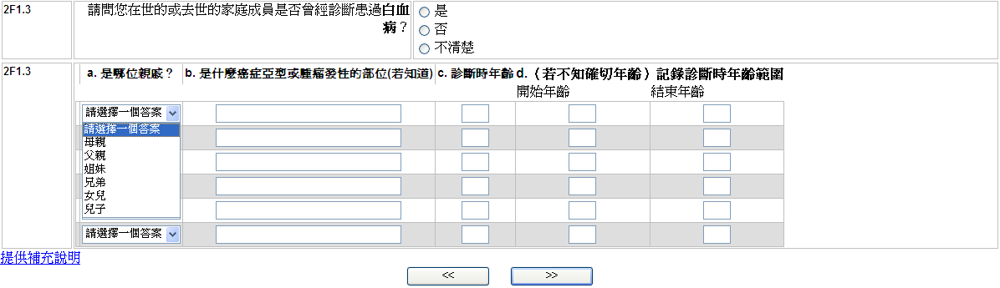 2F1.3
請問您在世的或去世的家庭成員是否曾經診斷患過白血
病？
是
否
不清楚
2F1.3
a. 是哪位親戚？ b. 是什麼癌症亞型或腫瘤發性的部位(若知道) c. 診斷時年齡 d.（若不知確切年齡）記錄診斷時年齡範圍
開始年齡 結束年齡
請選擇一個答案
請選擇一個答案
母親
父親
姐妹
兄弟
女兒
兒子
請選擇一個答案
提供補充說明
<< >>